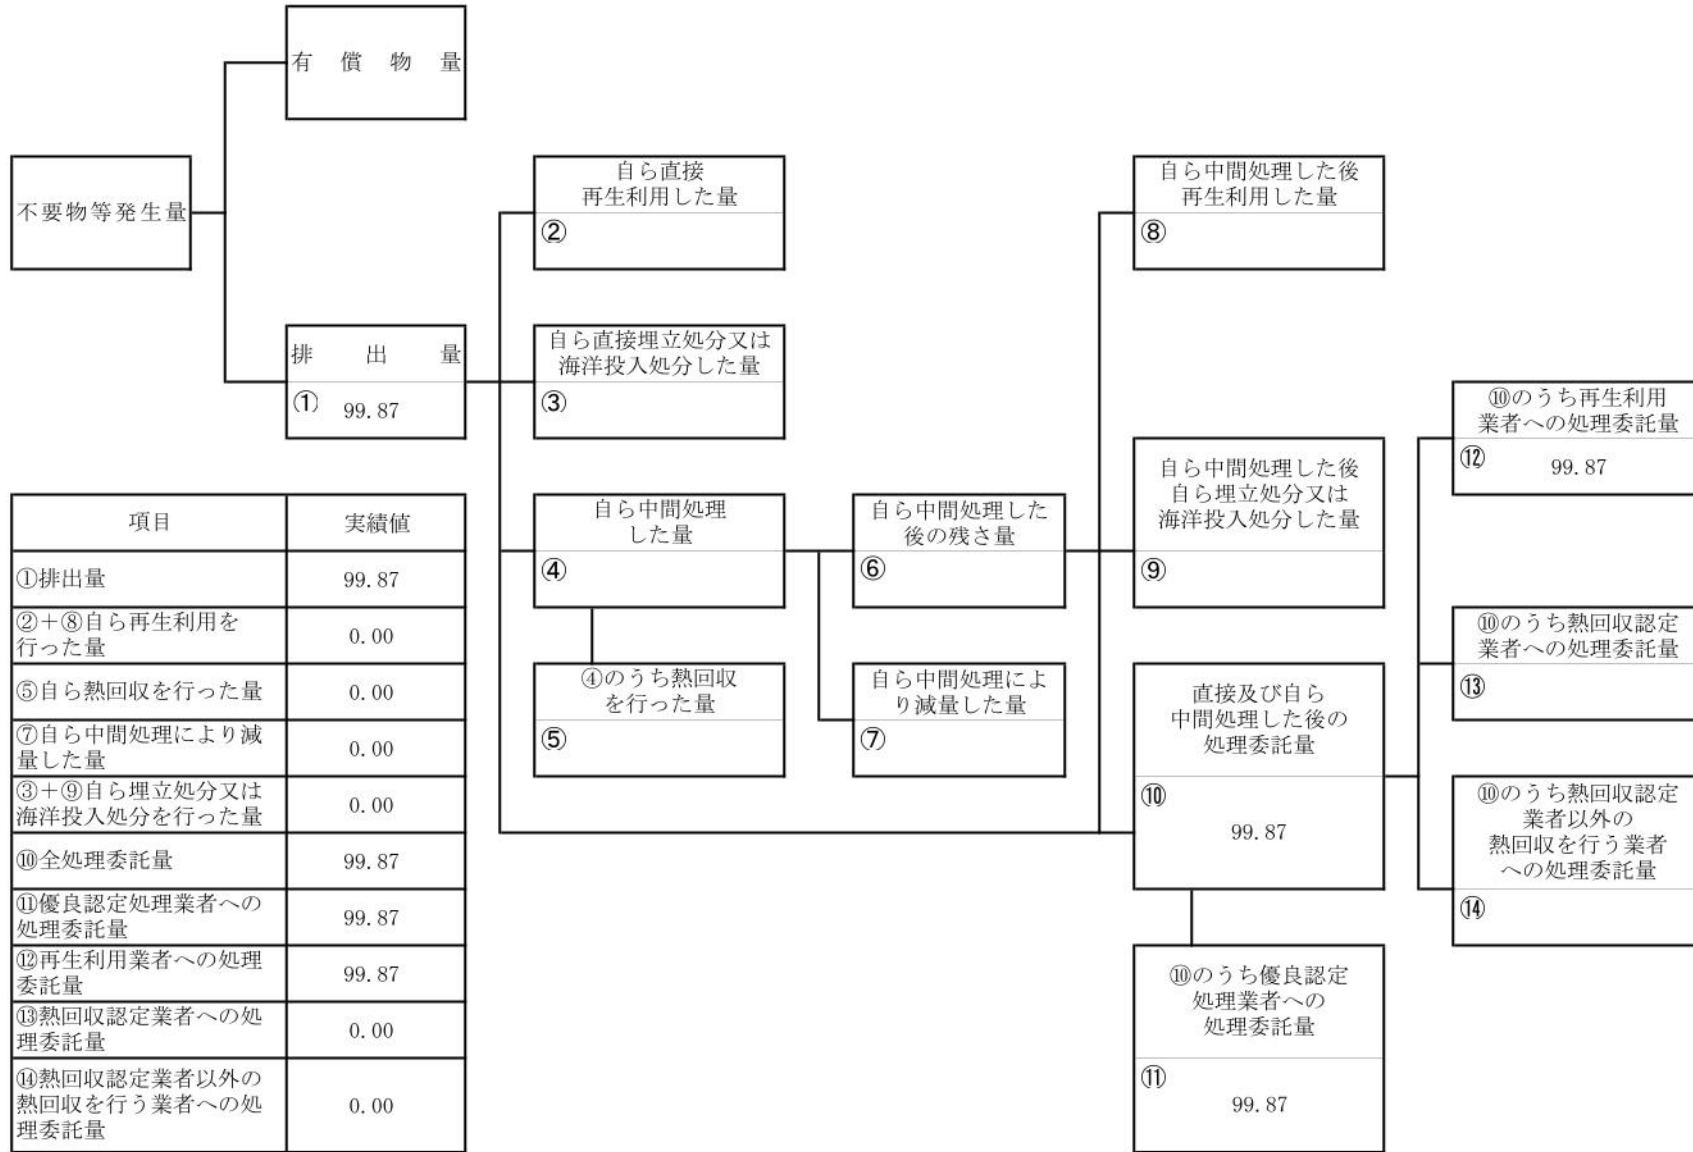 有償物量
不要物等発生量
排出量
① 99.87
自ら直接
再生利用した量
②
自ら直接埋立処分又は
海洋投入処分した量
③
自ら中間処理
した量
④
④のうち熱回収
を行った量
⑤
自ら中間処理した
後の残さ量
⑥
自ら中間処理によ
り減量した量
⑦
自ら中間処理した後
再生利用した量
⑧
自ら中間処理した後
自ら埋立処分又は
海洋投入処分した量
⑨
直接及び自ら
中間処理した後の
処理委託量
⑩
99.87
⑩のうち優良認定
処理業者への
処理委託量
⑪
99.87
⑩のうち再生利用
業者への処理委託量
⑫ 99.87
⑩のうち熱回収認定
業者への処理委託量
⑬
⑩のうち熱回収認定
業者以外の
熱回収を行う業者
への処理委託量
⑭
項目 実績値
①排出量 99.87
②+⑧自ら再生利用を
行った量 0.00
⑤自ら熱回収を行った量 0.00
⑦自ら中間処理により減
量した量 0.00
③+⑨自ら埋立処分又は
海洋投入処分を行った量 0.00
⑩全処理委託量 99.87
⑪優良認定処理業者への
処理委託量 99.87
⑫再生利用業者への処理
委託量 99.87
⑬熱回収認定業者への処
理委託量 0.00
⑭熱回収認定業者以外の
熱回収を行う業者への処
理委託量 0.00